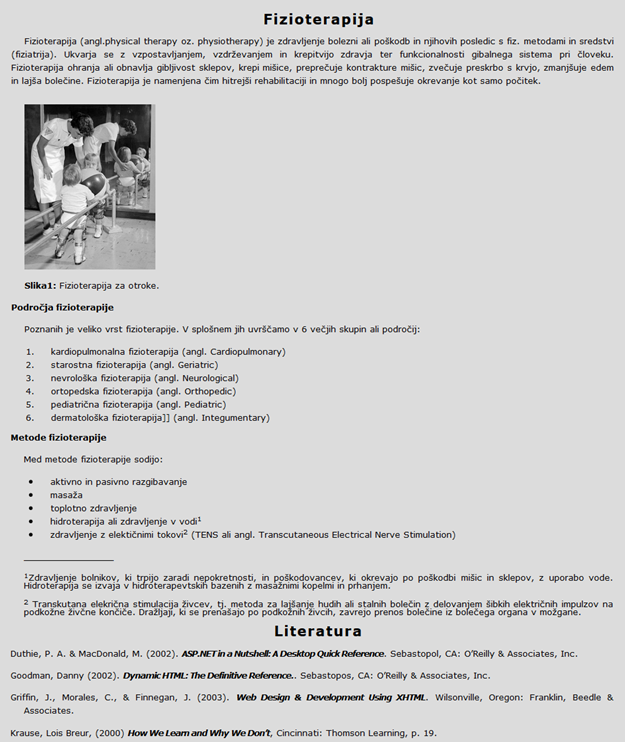 Fizioterapija
Fizioterapija (angl.physical therapy oz. physiotherapy) je zdravljenje bolezni ali poškodb in njihovih posledic s fiz. metodami in sredstvi
(fiziatrija). Ukvarja se z vzpostavljanjem, vzdrževanjem in krepitvijo zdravja ter funkcionalnosti gibalnega sistema pri človeku.
Fizioterapija ohranja ali obnavlja gibljivost sklepov, krepi mišice, preprečuje kontrakture mišic, zvečuje preskrbo s krvjo, zmanjšuje edem
in lajša bolečine. Fizioterapija je namenjena čim hitrejši rehabilitaciji in mnogo bolj pospešuje okrevanje kot samo počitek.
Slika1: Fizioterapija za otroke.
Področja fizioterapije
Poznanih je veliko vrst fizioterapije. V splošnem jih uvrščamo v 6 večjih skupin ali področij:
1. kardiopulmonalna fizioterapija (angl. Cardiopulmonary)
2. starostna fizioterapija (angl. Geriatric)
3. nevrološka fizioterapija (angl. Neurological)
4. ortopedska fizioterapija (angl. Orthopedic)
5. pediatrična fizioterapija (angl. Pediatric)
6. dermatološka fizioterapija]] (angl. Integumentary)
Metode fizioterapije
Med metode fizioterapije sodijo:
• aktivno in pasivno razgibavanje
• masaža
• toplotno zdravljenje
• hidroterapija ali zdravljenje v vodi¹
• zdravljenje z elektičnimi tokovi² (TENS ali angl. Transcutaneous Electrical Nerve Stimulation)
¹Zdravljenje bolnikov, ki trpijo zaradi nepokretnosti, in poškodovancev, ki okrevajo po poškodbi mišic in sklepov, z uporabo vode.
Hidroterapija se izvaja v hidroterapevtskih bazenih z masažnimi kopelmi in prhanjem.
² Transkutana elekrična stimulacija živcev, tj. metoda za lajšanje hudih ali stalnih bolečin z delovanjem šibkih električnih impulzov na
podkožne živčne končiče. Dražljaji, ki se prenašajo po podkožnih živcih, zavrejo prenos bolečine iz bolečega organa v možgane.
Literatura
Duthie, P. A. & MacDonald, M. (2002). ASP.NET in a Nutshell: A Desktop Quick Reference. Sebastopol, CA: O'Reilly & Associates, Inc.
Goodman, Danny (2002). Dynamic HTML: The Definitive Reference.. Sebastopos, CA: O'Reilly & Associates, Inc.
Griffin, J., Morales, C., & Finnegan, J. (2003). Web Design & Development Using XHTML. Wilsonville, Oregon: Franklin, Beedle &
Associates.
Krause, Lois Breur, (2000) How We Learn and Why We Don't, Cincinnati: Thomson Learning, p. 19.